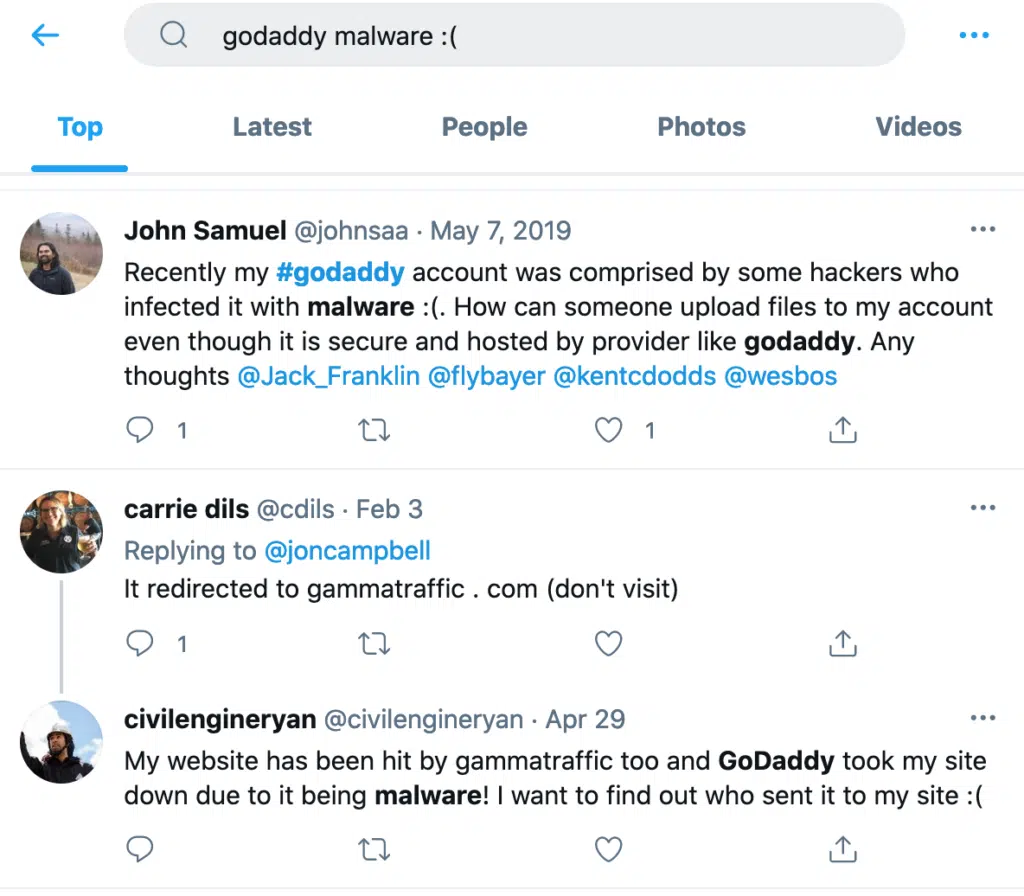 godaddy malware :(
Top Latest People Photos Videos
John Samuel @johnsaa · May 7, 2019
Recently my #godaddy account was comprised by some hackers who
infected it with malware :(. How can someone upload files to my account
even though it is secure and hosted by provider like godaddy. Any
thoughts @Jack_Franklin @flybayer @kentcdodds @wesbos
1 1
carrie dils @cdils · Feb 3
Replying to @joncampbell
It redirected to gammatraffic . com (don't visit)
1
civilengineryan @civilengineryan · Apr 29
My website has been hit by gammatraffic too and GoDaddy took my site
down due to it being malware! I want to find out who sent it to my site :(